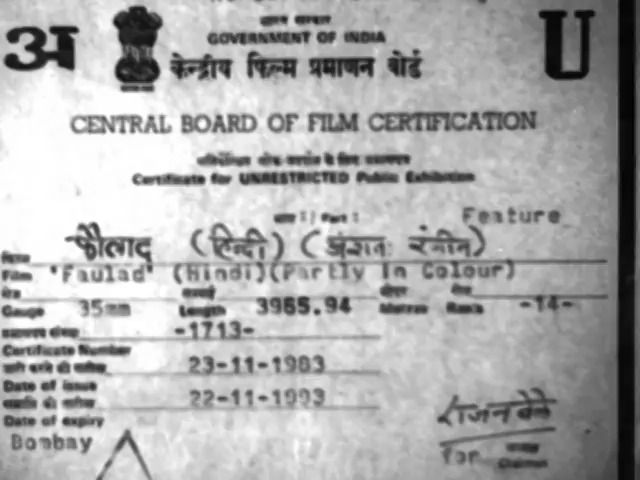 अ
U
भारत सरकार
GOVERNMENT OF INDIA
केन्द्रीय फिल्म प्रमाणन बोर्ड
CENTRAL BOARD OF FILM CERTIFICATION
Certificate for UNRESTRICTED Public Exhibition
भाग I / Part I
Feature
फौलाद (हिन्दी) (अंशतः रंगीन)
Film "Faulad" (Hindi)(Partly in Colour)
Gauge 35mm Length 3965.94 Metres Reels -14-
-1713-
Certificate Number
23-11-1983
Date of issue
22-11-1993
Date of expiry
Bombay
for